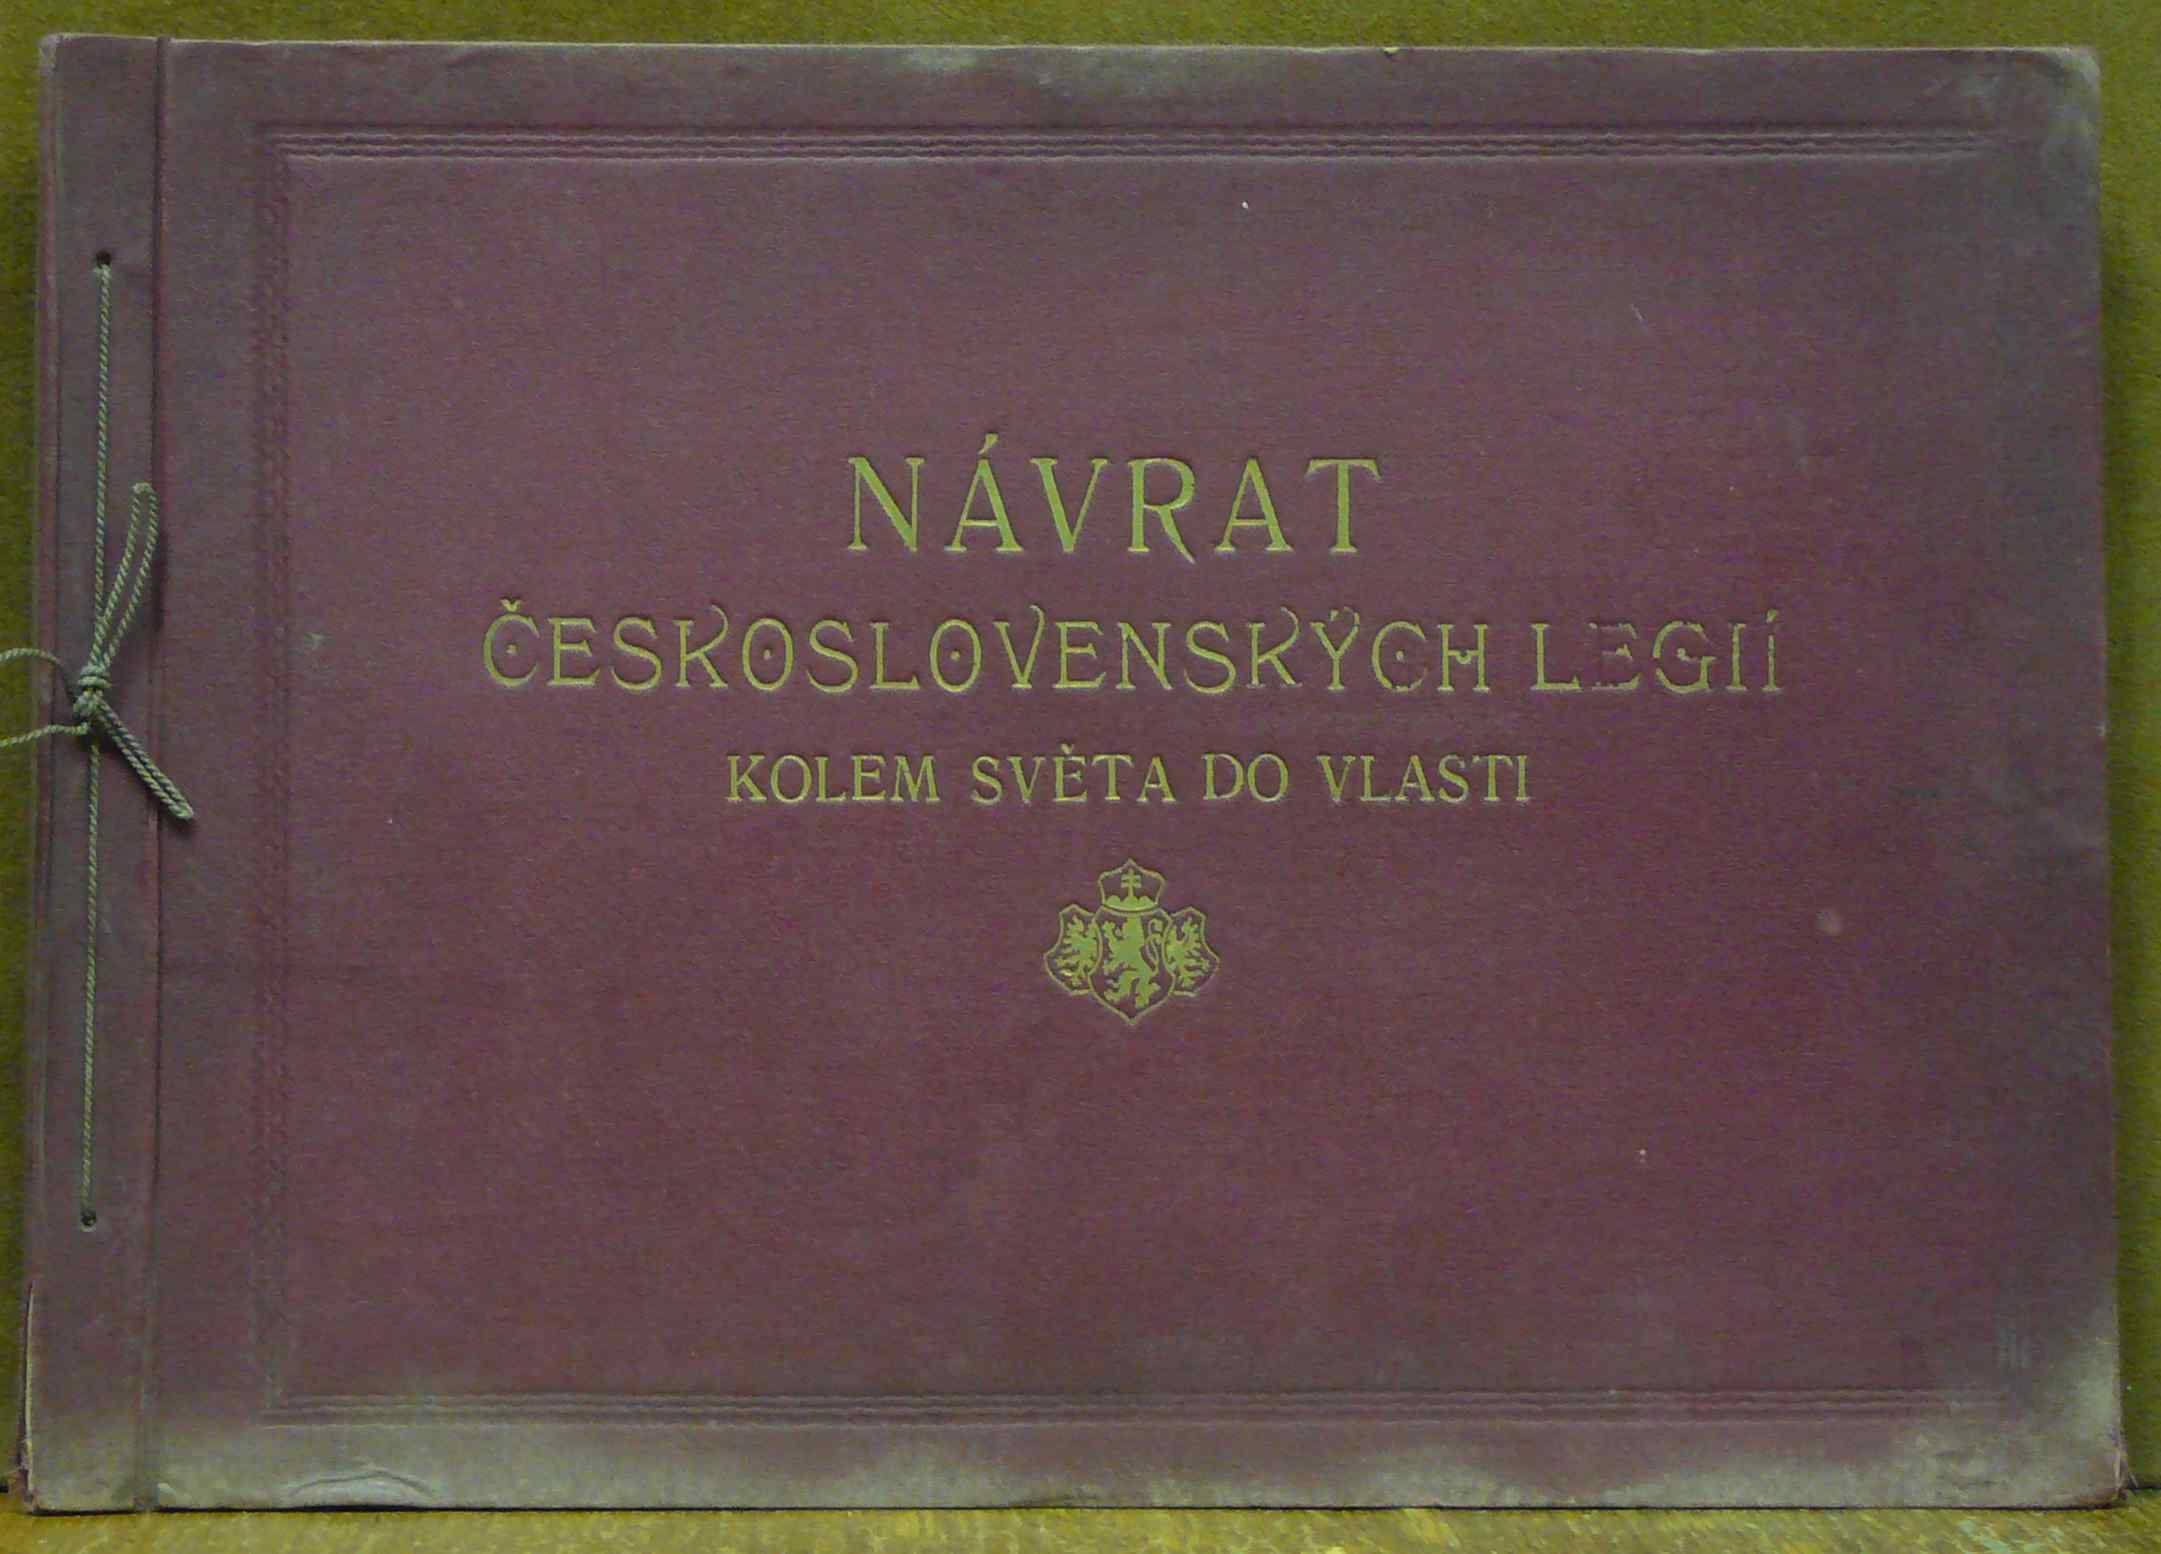 NÁVRAT
ČESKOSLOVENSKÝCH LEGIÍ
KOLEM SVĚTA DO VLASTI